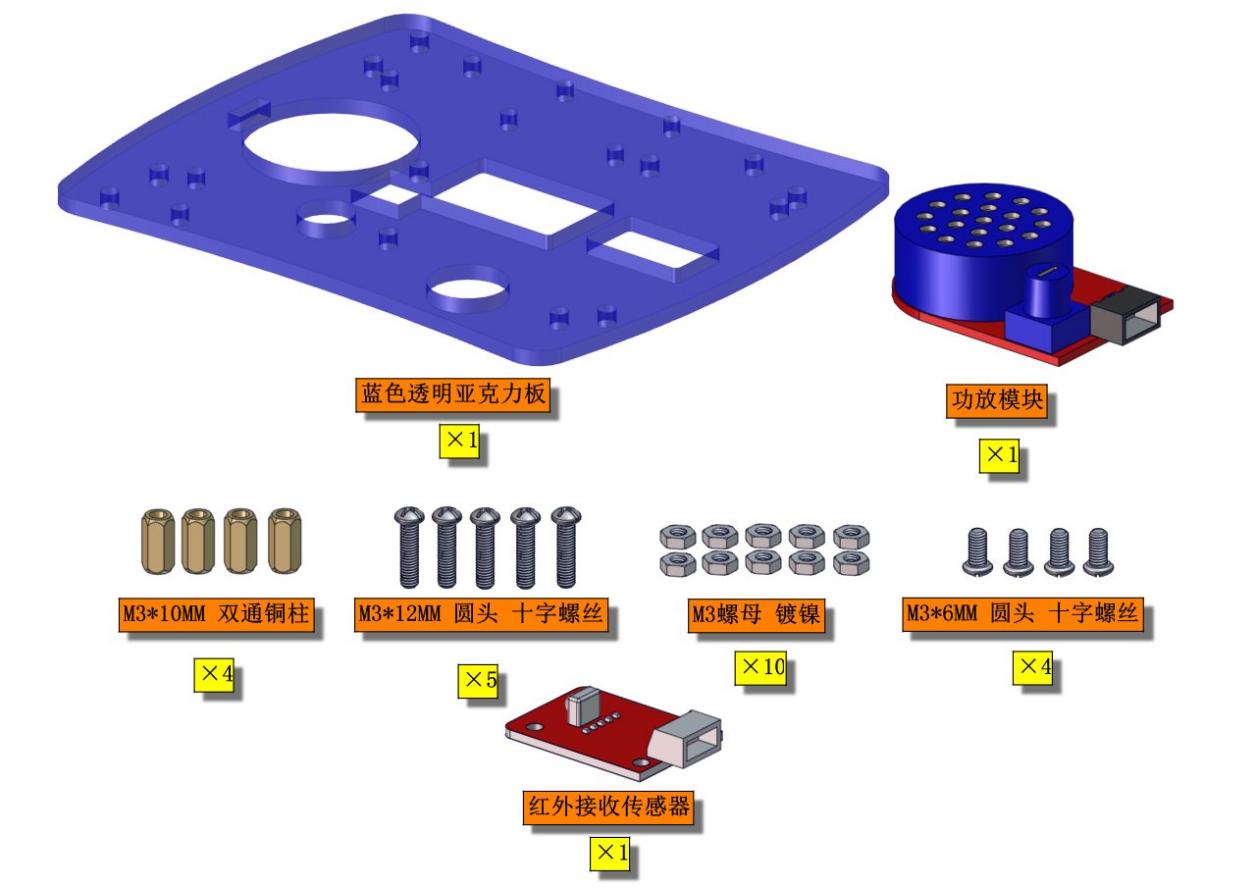 蓝色透明亚克力板
×1
功放模块
×1
M3*10MM 双通铜柱
×4
M3*12MM 圆头 十字螺丝
×5
M3螺母 镀镍
×10
M3*6MM 圆头 十字螺丝
×4
红外接收传感器
×1